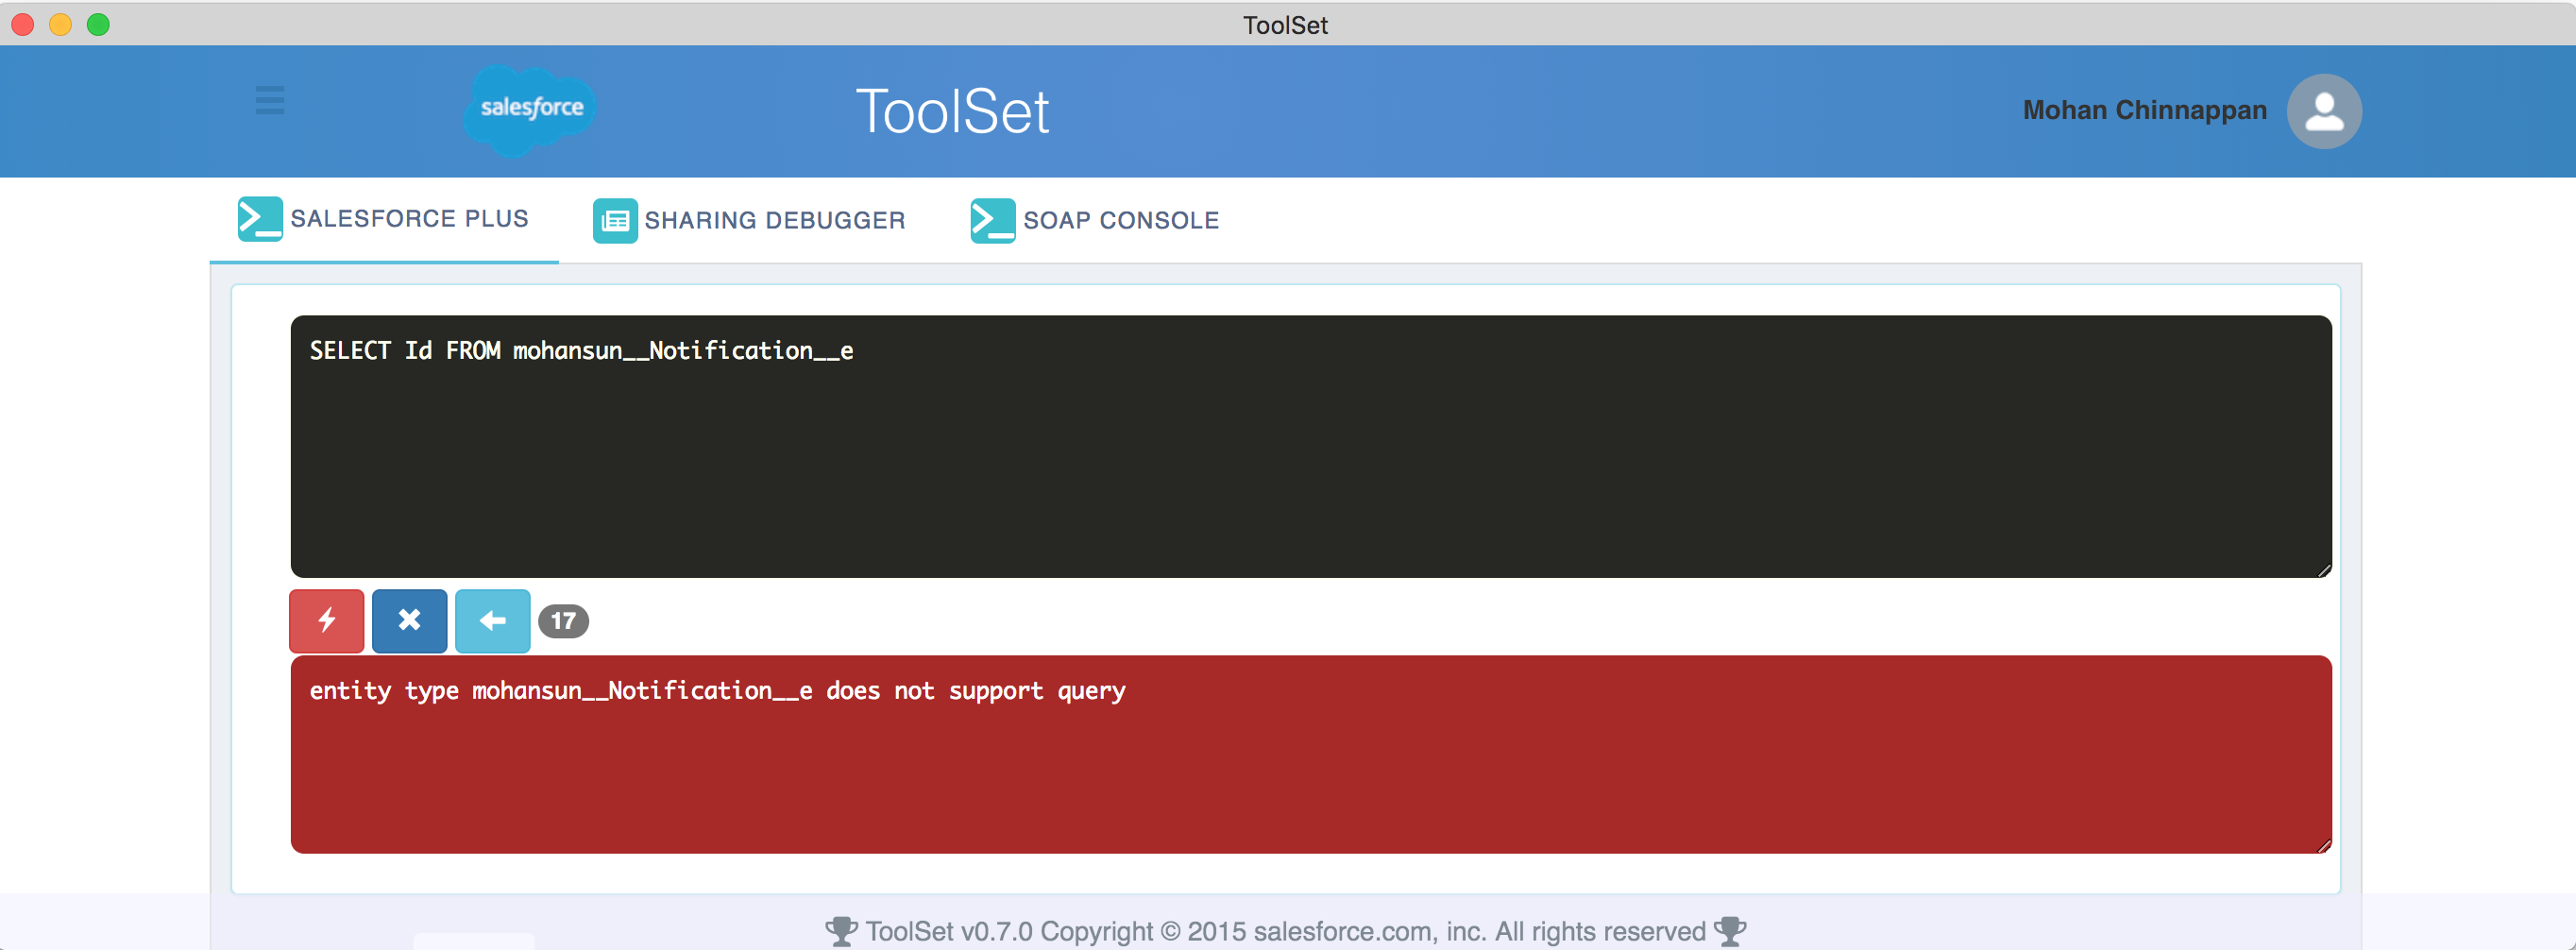 ToolSet
salesforce
ToolSet
Mohan Chinnappan
SALESFORCE PLUS
SHARING DEBUGGER
SOAP CONSOLE
SELECT Id FROM mohansun__Notification__e
17
entity type mohansun__Notification__e does not support query
ToolSet v0.7.0 Copyright © 2015 salesforce.com, inc. All rights reserved